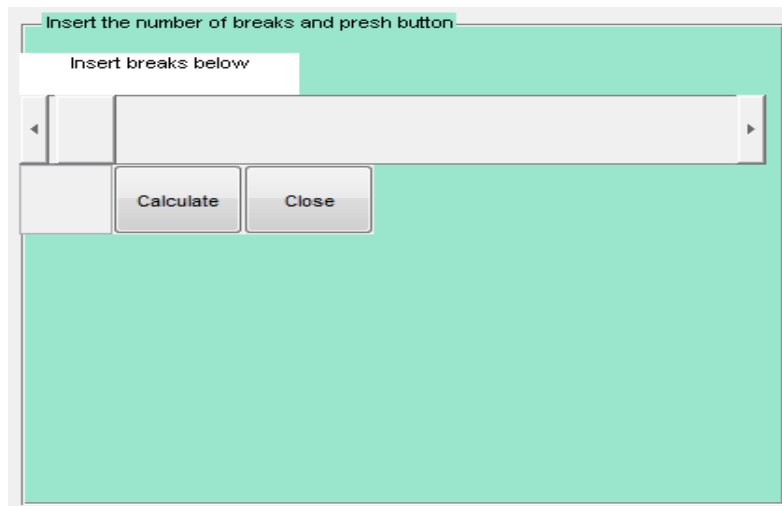 Insert the number of breaks and presh button
Insert breaks below
Calculate
Close